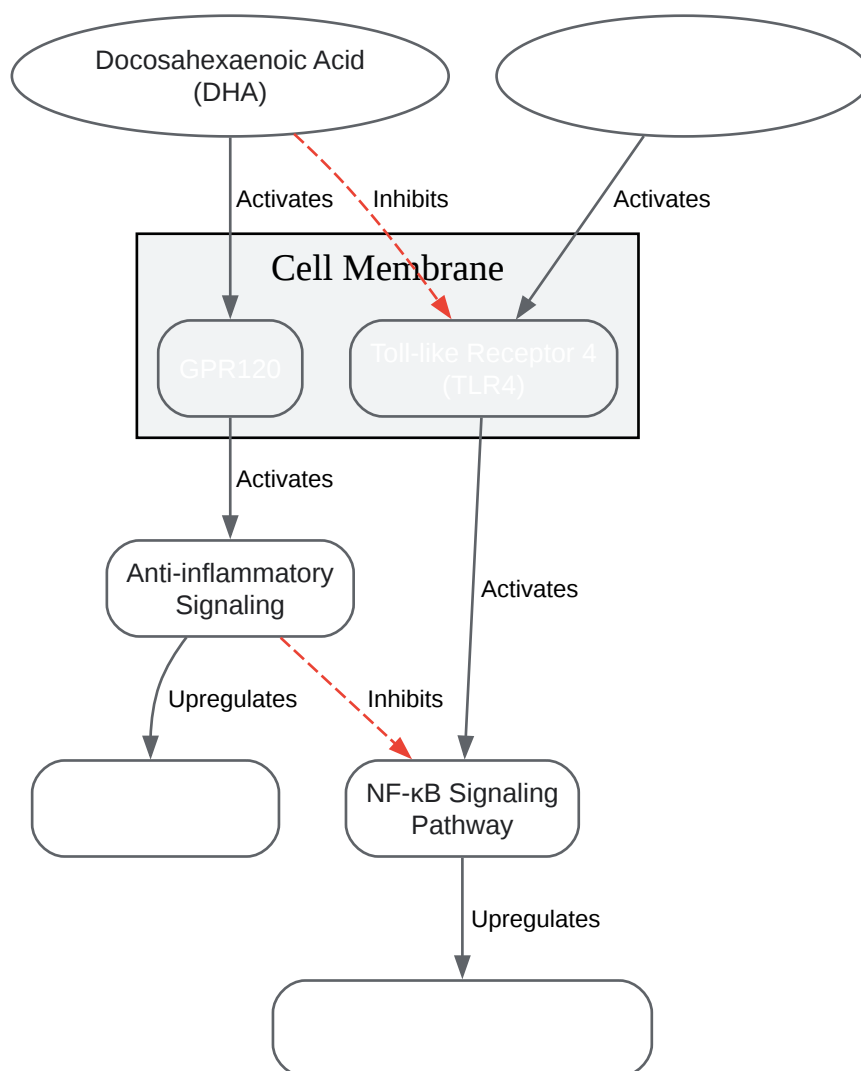 Docosahexaenoic Acid
(DHA)
Activates
Inhibits
Activates
Cell Membrane
GPR120
Toll-like Receptor 4
(TLR4)
Activates
Anti-inflammatory
Signaling
Activates
Upregulates
Inhibits
NF-κB Signaling
Pathway
Upregulates